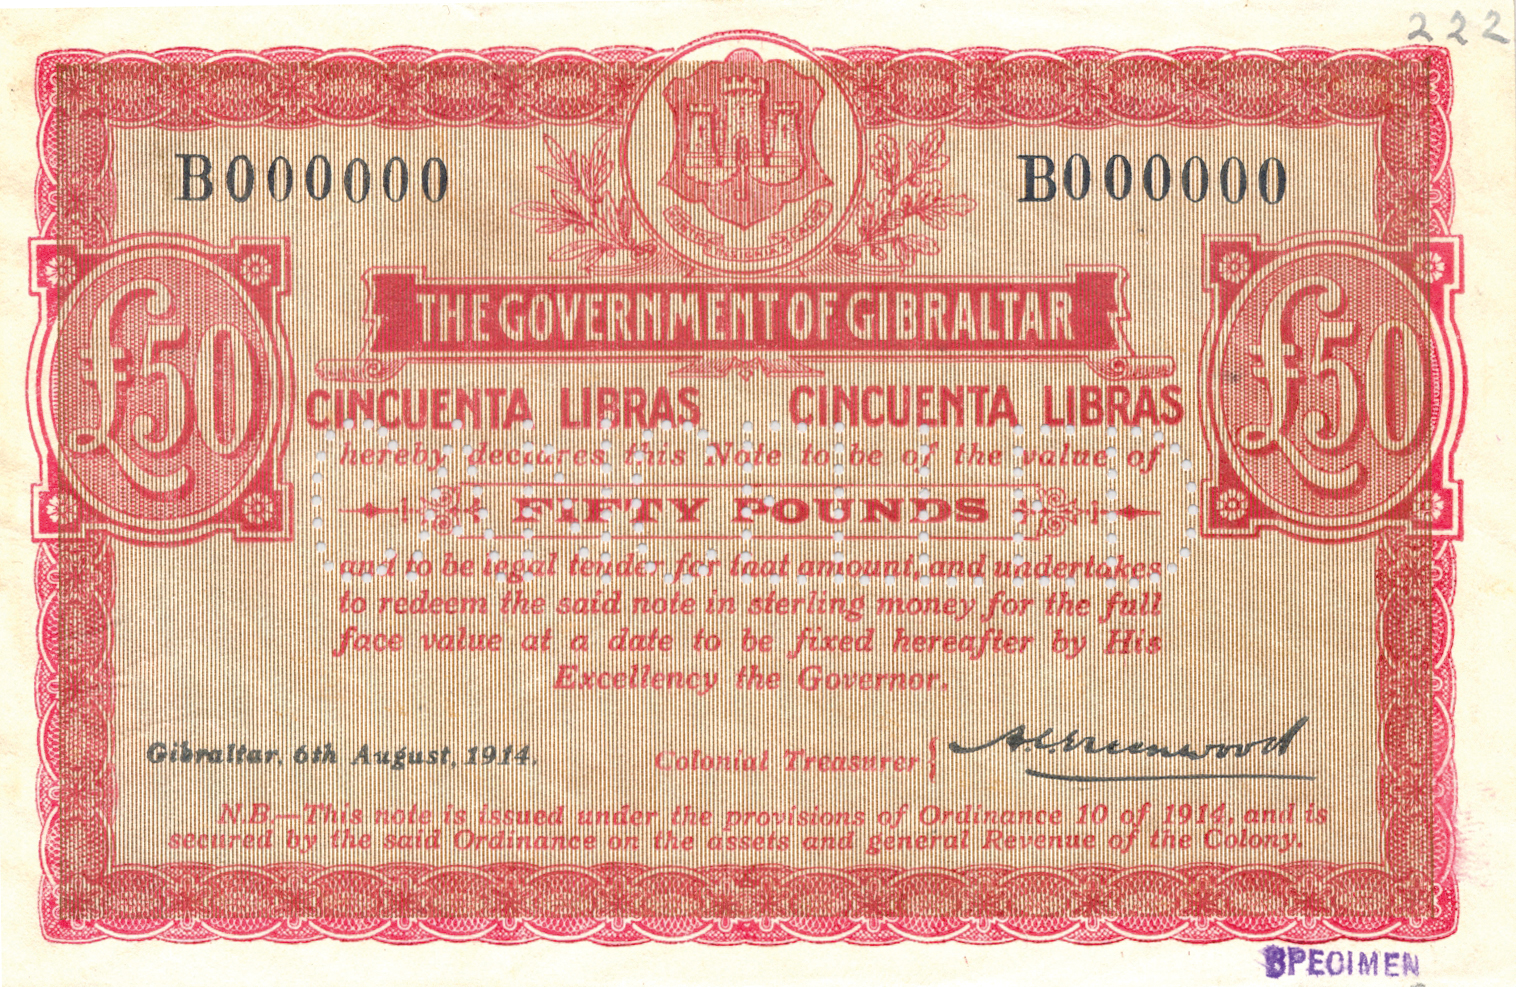 222
B000000 B000000
THE GOVERNMENT OF GIBRALTAR
£50 £50
CINCUENTA LIBRAS CINCUENTA LIBRAS
hereby declares this Note to be of the value of
FIFTY POUNDS
and to be legal tender for that amount, and undertakes
to redeem the said note in sterling money for the full
face value at a date to be fixed hereafter by His
Excellency the Governor.
Gibraltar, 6th August, 1914. Colonial Treasurer { Greenwood
N.B.—This note is issued under the provisions of Ordinance 10 of 1914, and is
secured by the said Ordinance on the assets and general Revenue of the Colony.
SPECIMEN